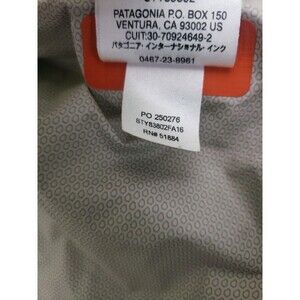 PATAGONIA P.O. BOX 150
VENTURA, CA 93002 US
CUIT:30-70924649-2
パタゴニア・インターナショナル・インク
0467-23-8961
PO 250276
STY83802FA16
RN# 51884